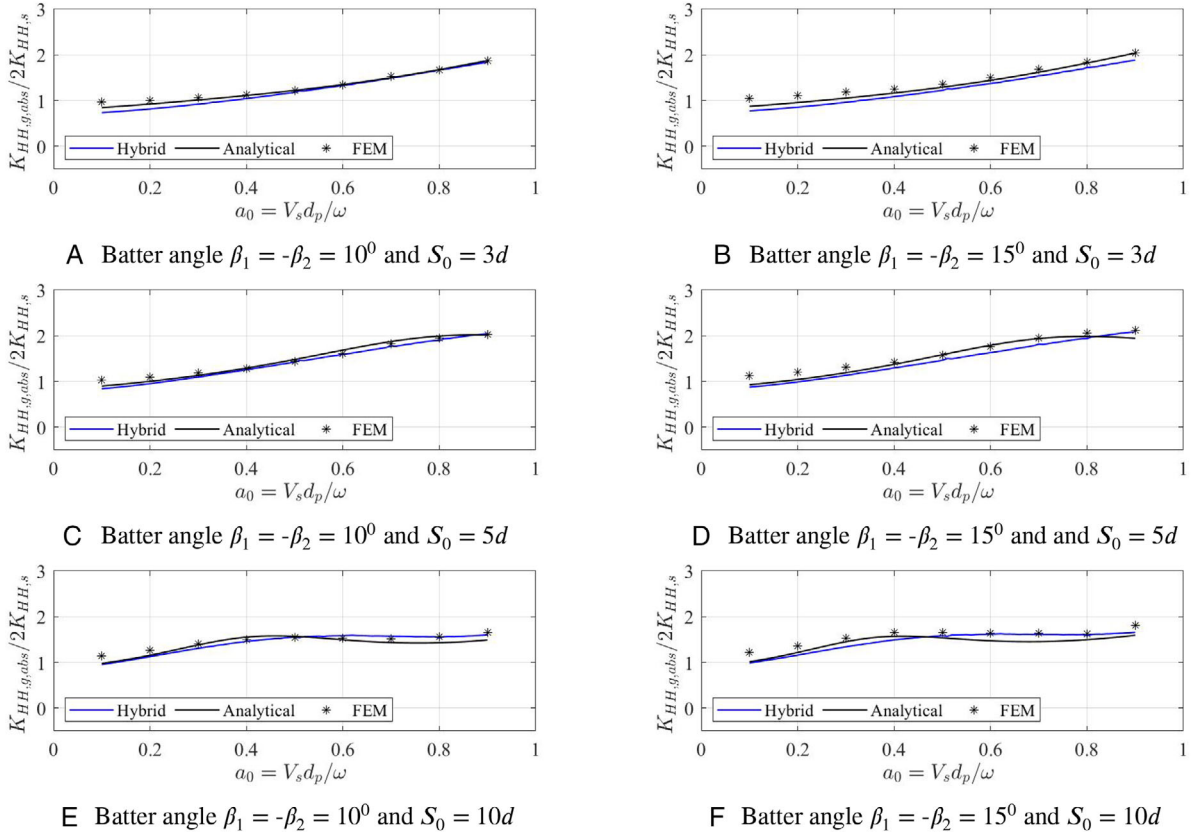 K_{HH,g,abs}/2K_{HH,s}
3
2
1
0
Hybrid Analytical FEM
0 0.2 0.4 0.6 0.8 1
a_0 = V_s d_p/ω
A Batter angle β_1 = -β_2 = 10^0 and S_0 = 3d
K_{HH,g,abs}/2K_{HH,s}
3
2
1
0
Hybrid Analytical FEM
0 0.2 0.4 0.6 0.8 1
a_0 = V_s d_p/ω
B Batter angle β_1 = -β_2 = 15^0 and S_0 = 3d
K_{HH,g,abs}/2K_{HH,s}
3
2
1
0
Hybrid Analytical FEM
0 0.2 0.4 0.6 0.8 1
a_0 = V_s d_p/ω
C Batter angle β_1 = -β_2 = 10^0 and S_0 = 5d
K_{HH,g,abs}/2K_{HH,s}
3
2
1
0
Hybrid Analytical FEM
0 0.2 0.4 0.6 0.8 1
a_0 = V_s d_p/ω
D Batter angle β_1 = -β_2 = 15^0 and and S_0 = 5d
K_{HH,g,abs}/2K_{HH,s}
3
2
1
0
Hybrid Analytical FEM
0 0.2 0.4 0.6 0.8 1
a_0 = V_s d_p/ω
E Batter angle β_1 = -β_2 = 10^0 and S_0 = 10d
K_{HH,g,abs}/2K_{HH,s}
3
2
1
0
Hybrid Analytical FEM
0 0.2 0.4 0.6 0.8 1
a_0 = V_s d_p/ω
F Batter angle β_1 = -β_2 = 15^0 and S_0 = 10d